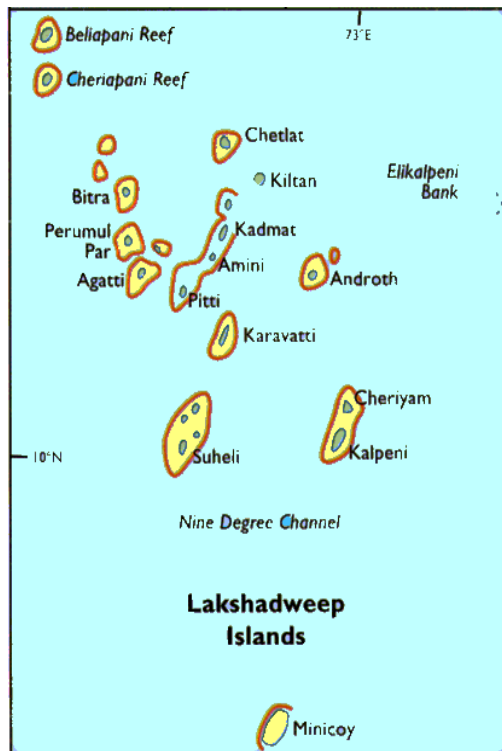 Beliapani Reef
73°E
Cheriapani Reef
Chetlat
Kiltan
Elikalpeni
Bank
Bitra
Perumul
Par
Kadmat
Amini
Agatti
Androth
Pitti
Karavatti
Cheriyam
Kalpeni
Suheli
10°N
Nine Degree Channel
Lakshadweep
Islands
Minicoy